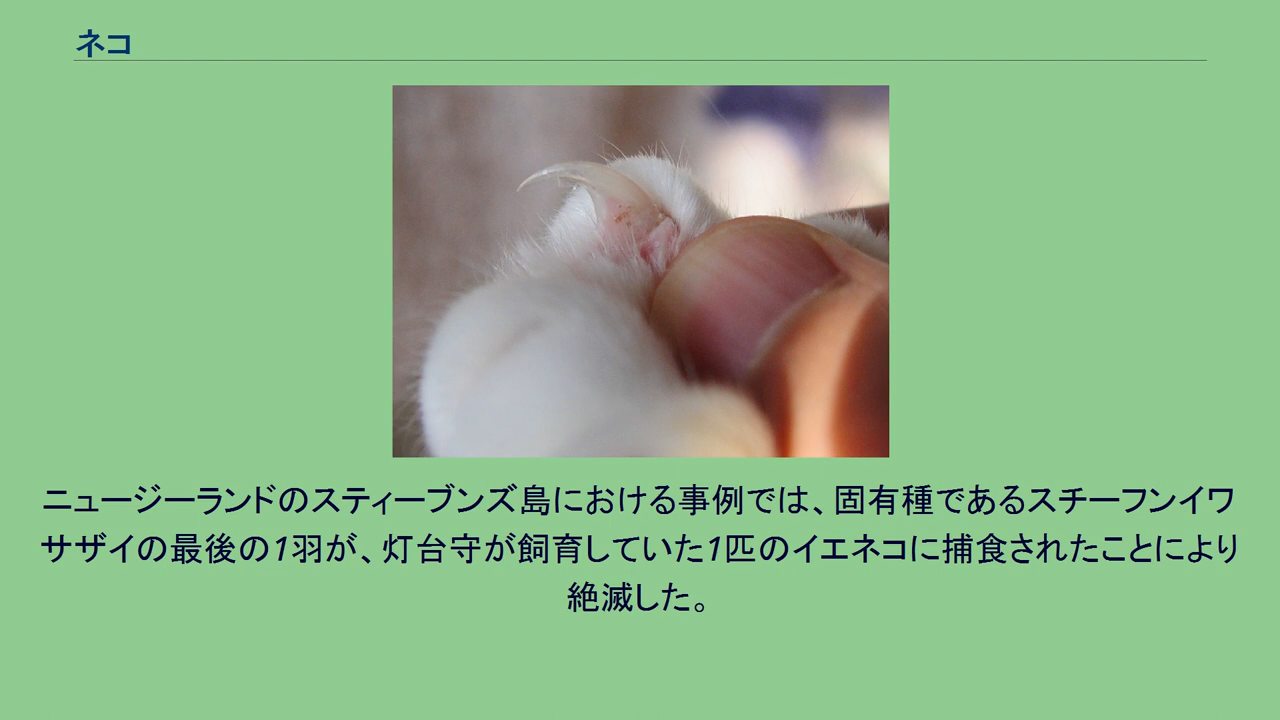 ネコ
ニュージーランドのスティーブンズ島における事例では、固有種であるスチーフンイワ
サザイの最後の1羽が、灯台守が飼育していた1匹のイエネコに捕食されたことにより
絶滅した。